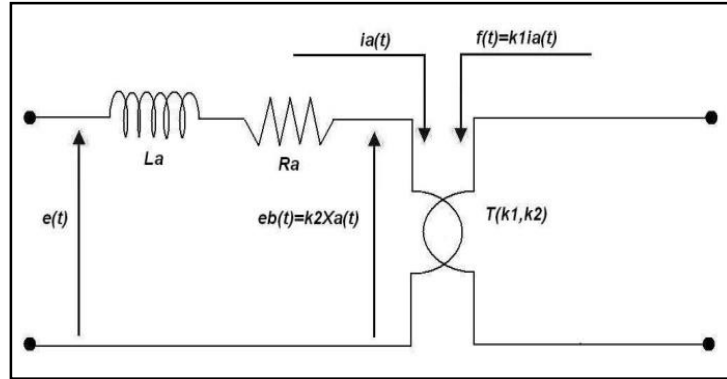 ia(t)
f(t)=k1ia(t)
La
Ra
e(t)
eb(t)=k2Xa(t)
T(k1,k2)